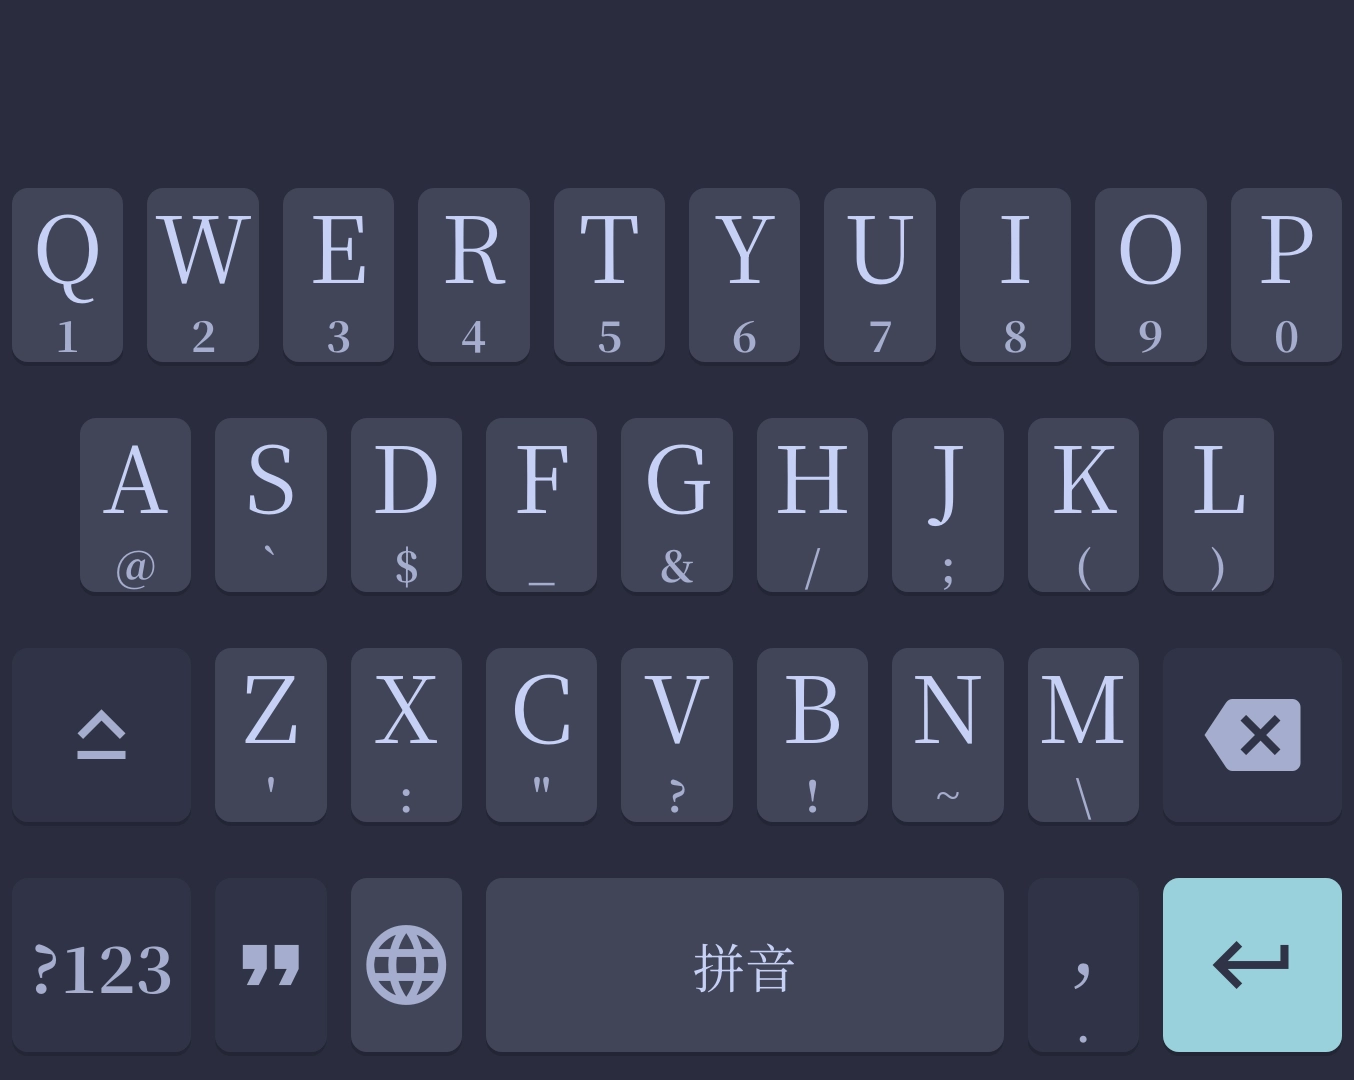 Q W E R T Y U I O P
1 2 3 4 5 6 7 8 9 0
A S D F G H J K L
@ ` $ _ & / ; ( )
Z X C V B N M
' : " ? ! ~ \
?123 ” 拼音 ,
.